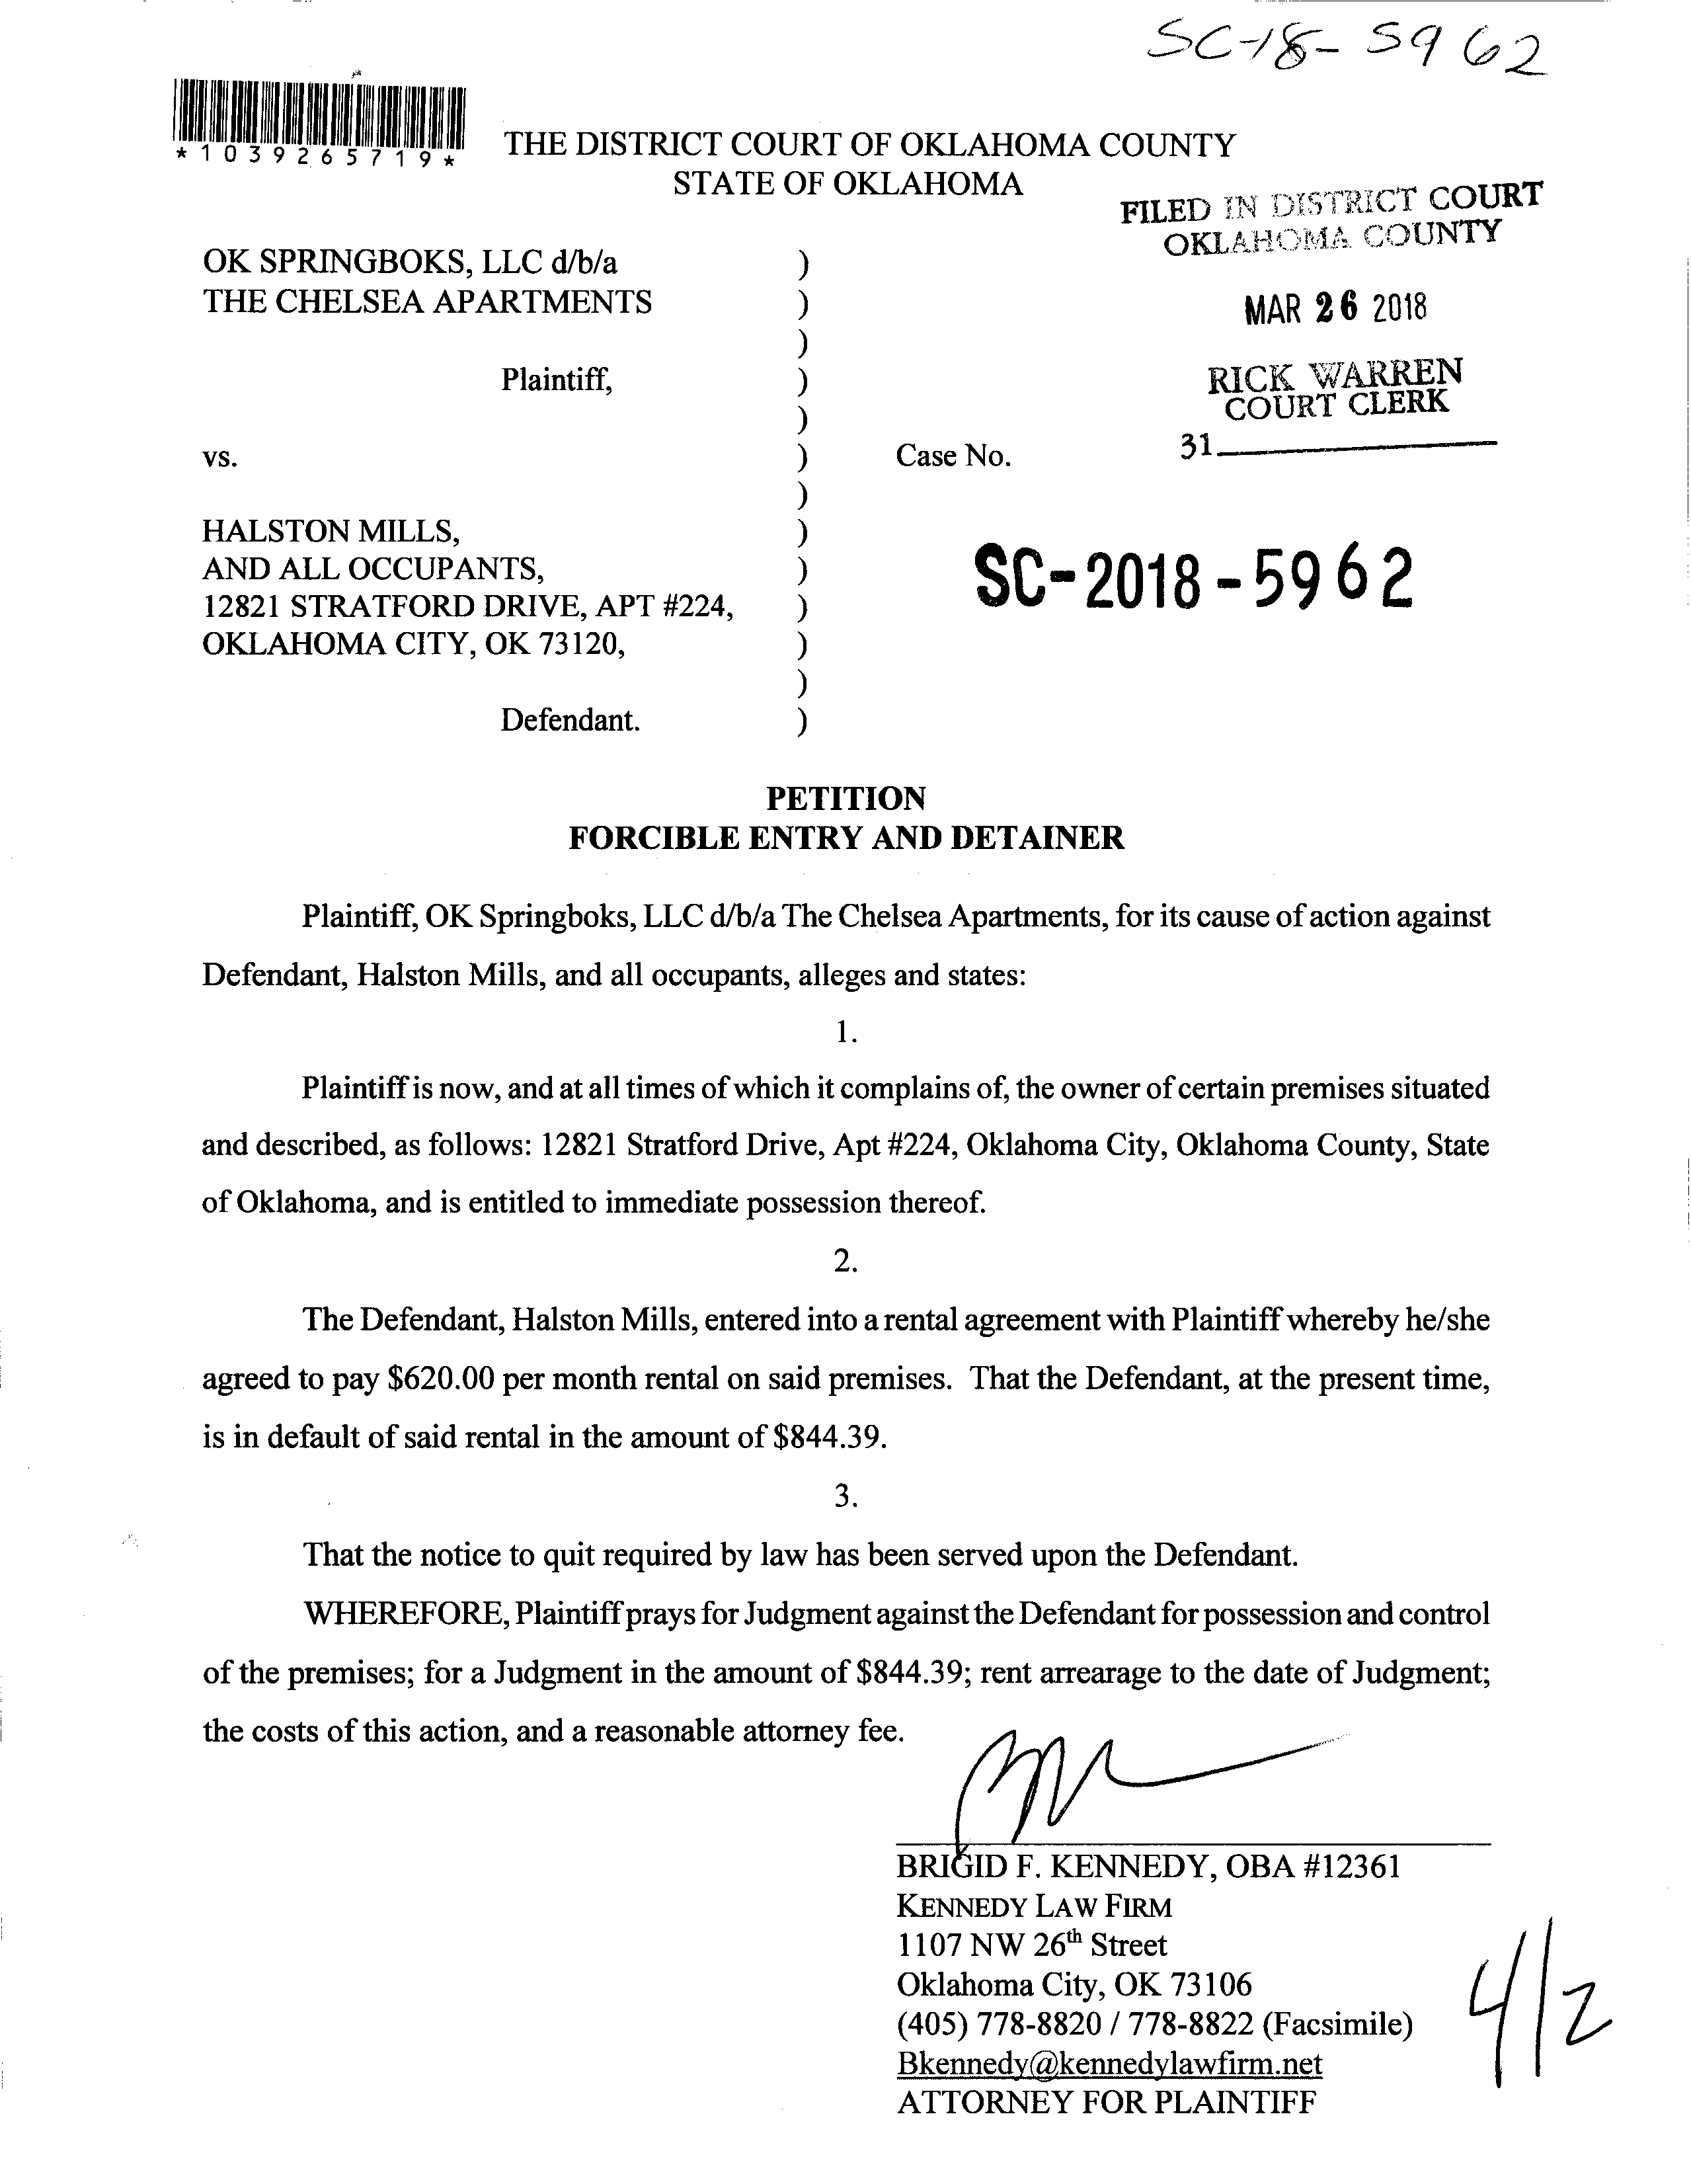 SC-18-5962
*1039265719*
THE DISTRICT COURT OF OKLAHOMA COUNTY
STATE OF OKLAHOMA
FILED IN DISTRICT COURT
OKLAHOMA COUNTY
MAR 26 2018
RICK WARREN
COURT CLERK
31
OK SPRINGBOKS, LLC d/b/a )
THE CHELSEA APARTMENTS )
)
Plaintiff, )
)
vs. ) Case No.
)
HALSTON MILLS, )
AND ALL OCCUPANTS, )
SC-2018-5962
12821 STRATFORD DRIVE, APT #224, )
OKLAHOMA CITY, OK 73120, )
)
Defendant. )
PETITION
FORCIBLE ENTRY AND DETAINER
Plaintiff, OK Springboks, LLC d/b/a The Chelsea Apartments, for its cause of action against
Defendant, Halston Mills, and all occupants, alleges and states:
1.
Plaintiff is now, and at all times of which it complains of, the owner of certain premises situated
and described, as follows: 12821 Stratford Drive, Apt #224, Oklahoma City, Oklahoma County, State
of Oklahoma, and is entitled to immediate possession thereof.
2.
The Defendant, Halston Mills, entered into a rental agreement with Plaintiff whereby he/she
agreed to pay $620.00 per month rental on said premises. That the Defendant, at the present time,
is in default of said rental in the amount of $844.39.
3.
That the notice to quit required by law has been served upon the Defendant.
WHEREFORE, Plaintiff prays for Judgment against the Defendant for possession and control
of the premises; for a Judgment in the amount of $844.39; rent arrearage to the date of Judgment;
the costs of this action, and a reasonable attorney fee.
BRIGID F. KENNEDY, OBA #12361
KENNEDY LAW FIRM
1107 NW 26th Street
Oklahoma City, OK 73106
(405) 778-8820 / 778-8822 (Facsimile)
Bkennedy@kennedylawfirm.net
ATTORNEY FOR PLAINTIFF
4/2